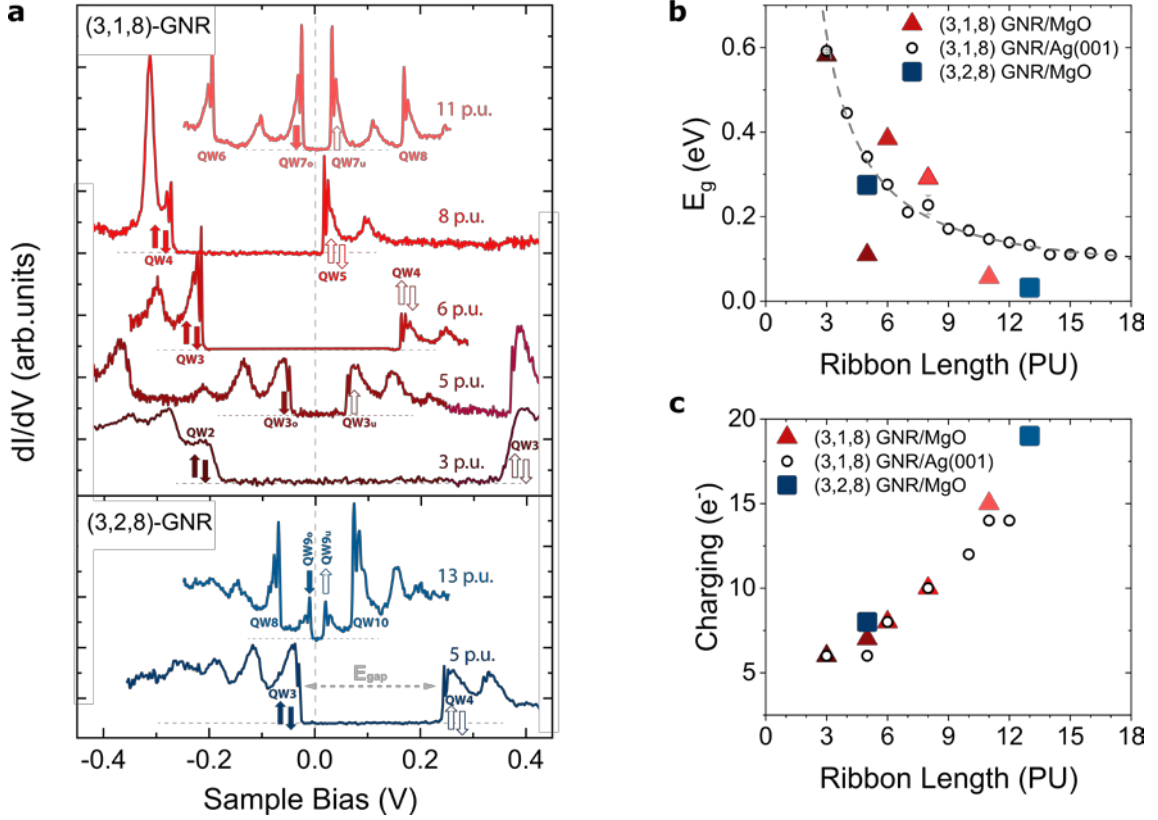 a
(3,1,8)-GNR
11 p.u.
QW6
QW7o
QW7u
QW8
8 p.u.
QW4
QW5
QW4
6 p.u.
QW3
5 p.u.
QW3o
QW3u
QW2
3 p.u.
QW3
(3,2,8)-GNR
QW9o
QW9u
13 p.u.
QW8
QW10
5 p.u.
Egap
QW3
QW4
-0.4
-0.2
0.0
0.2
0.4
Sample Bias (V)
dI/dV (arb.units)
b
(3,1,8) GNR/MgO
(3,1,8) GNR/Ag(001)
(3,2,8) GNR/MgO
0.6
0.4
0.2
0.0
Eg (eV)
0
3
6
9
12
15
18
Ribbon Length (PU)
c
(3,1.8) GNR/MgO
(3,1,8) GNR/Ag(001)
(3,2,8) GNR/MgO
20
15
10
5
Charging (e-)
0
3
6
9
12
15
18
Ribbon Length (PU)